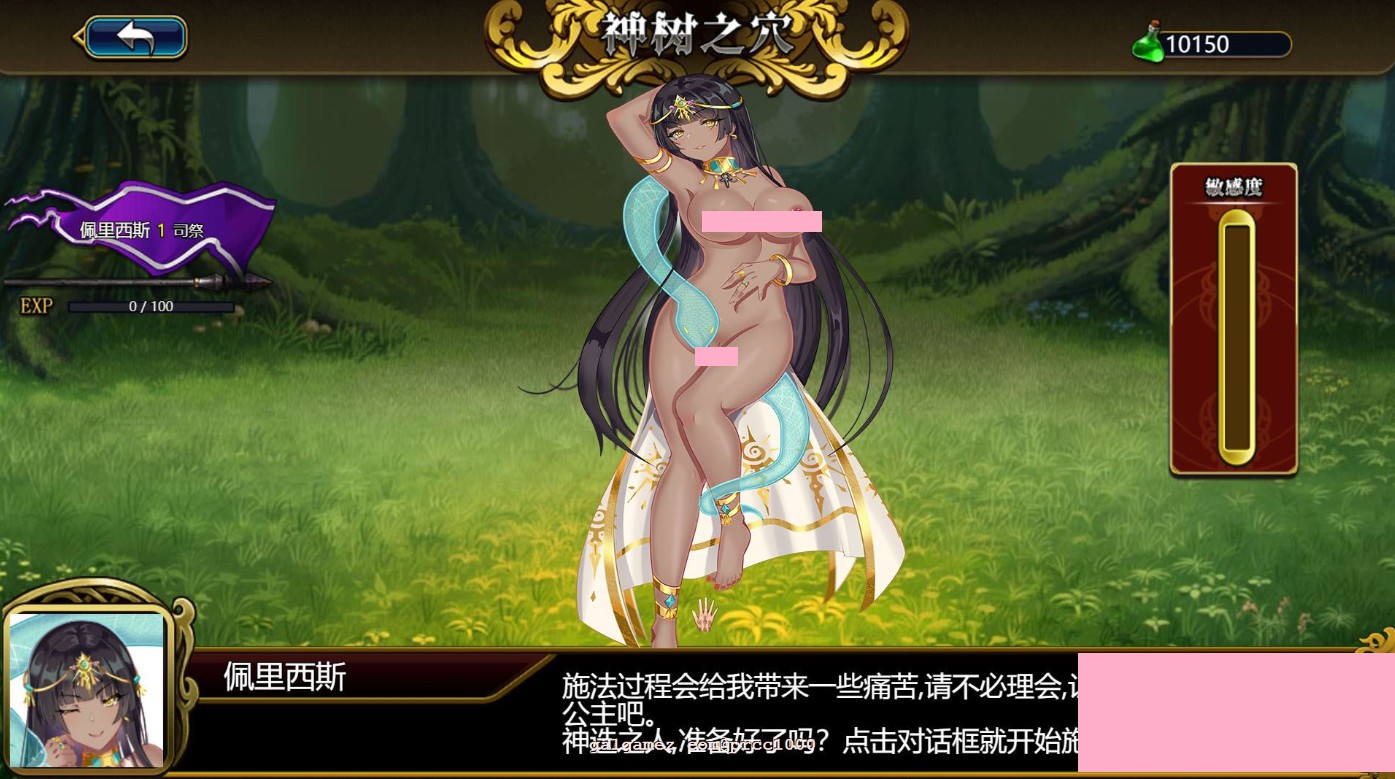 神树之穴
10150
敏感度
佩里西斯 1 司祭
EXP 0 / 100
佩里西斯
施法过程会给我带来一些痛苦,请不必理会,
公主吧。
神选之人,准备好了吗？点击对话框就开始施
galgamez.com@prcc1000